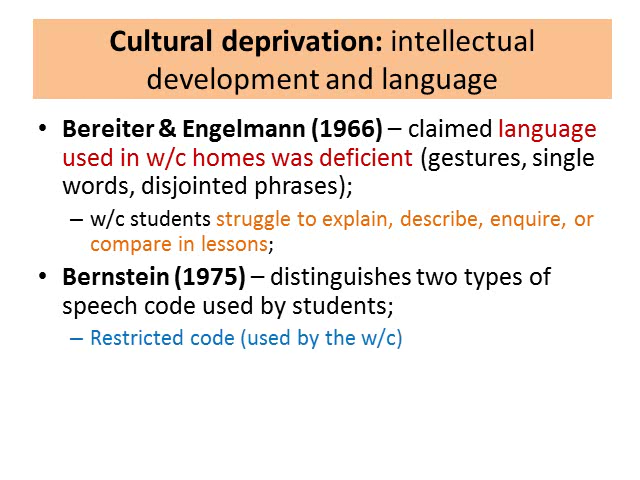 Cultural deprivation: intellectual
development and language
• Bereiter & Engelmann (1966) – claimed language
used in w/c homes was deficient (gestures, single
words, disjointed phrases);
– w/c students struggle to explain, describe, enquire, or
compare in lessons;
• Bernstein (1975) – distinguishes two types of
speech code used by students;
– Restricted code (used by the w/c)